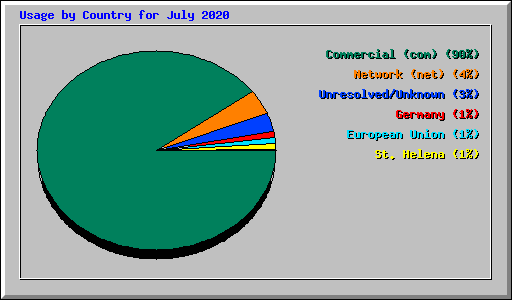 Usage by Country for July 2020
Commercial (com) (90%)
Network (net) (4%)
Unresolved/Unknown (3%)
Germany (1%)
European Union (1%)
St. Helena (1%)